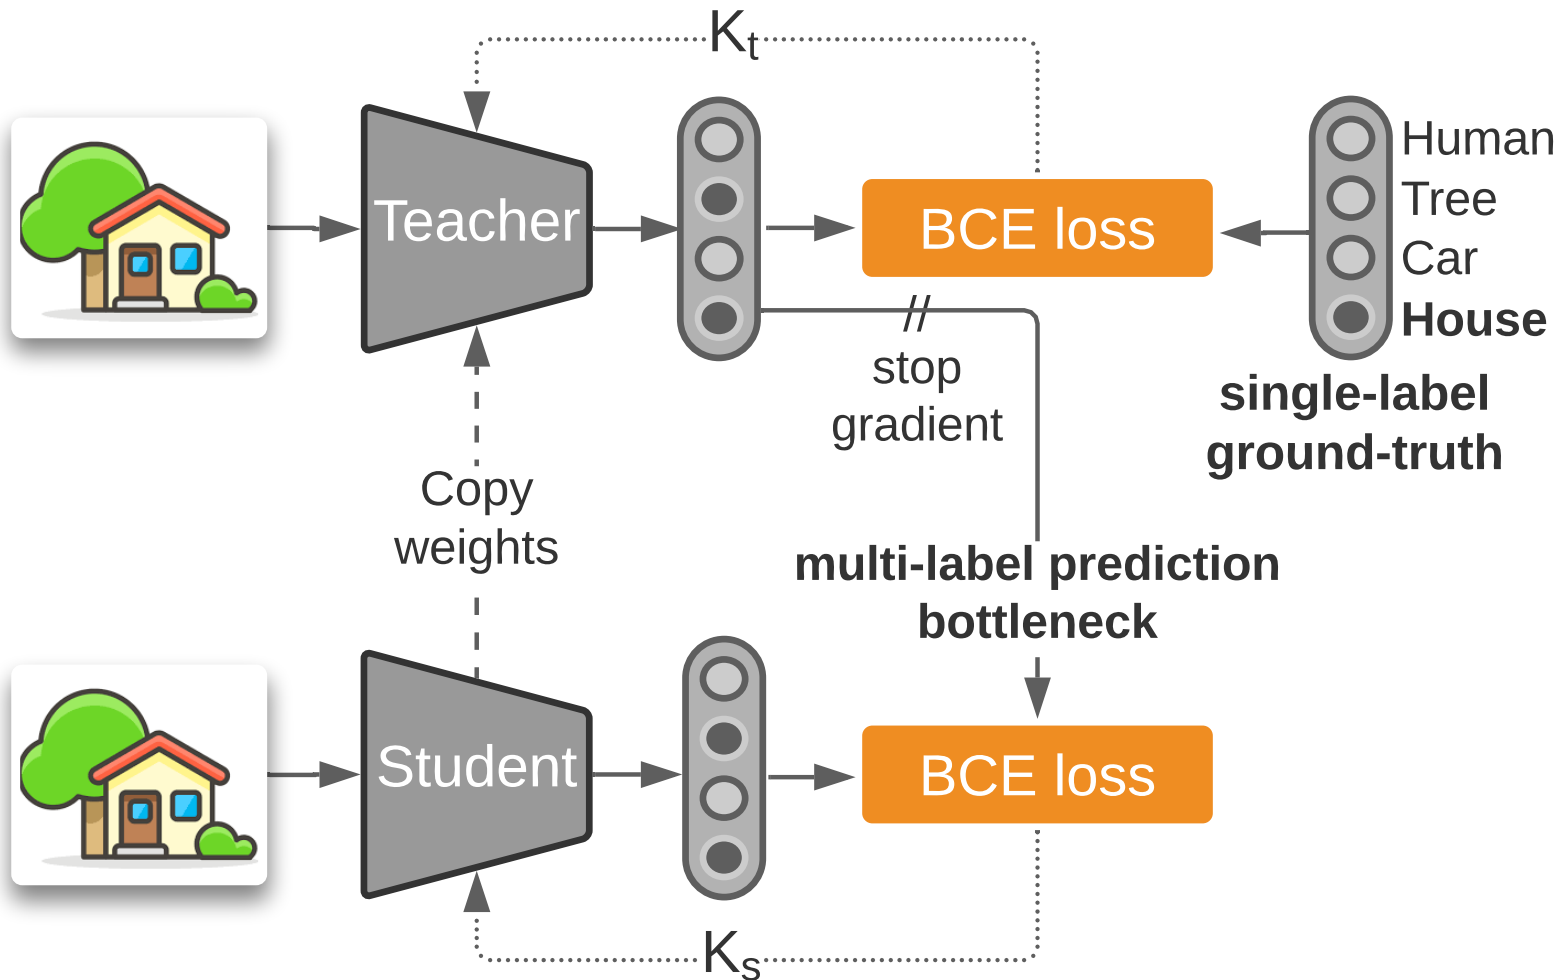 Kt
Teacher
BCE loss
Human
Tree
Car
House
single-label
ground-truth
stop
gradient
Copy
weights
multi-label prediction
bottleneck
Student
BCE loss
Ks